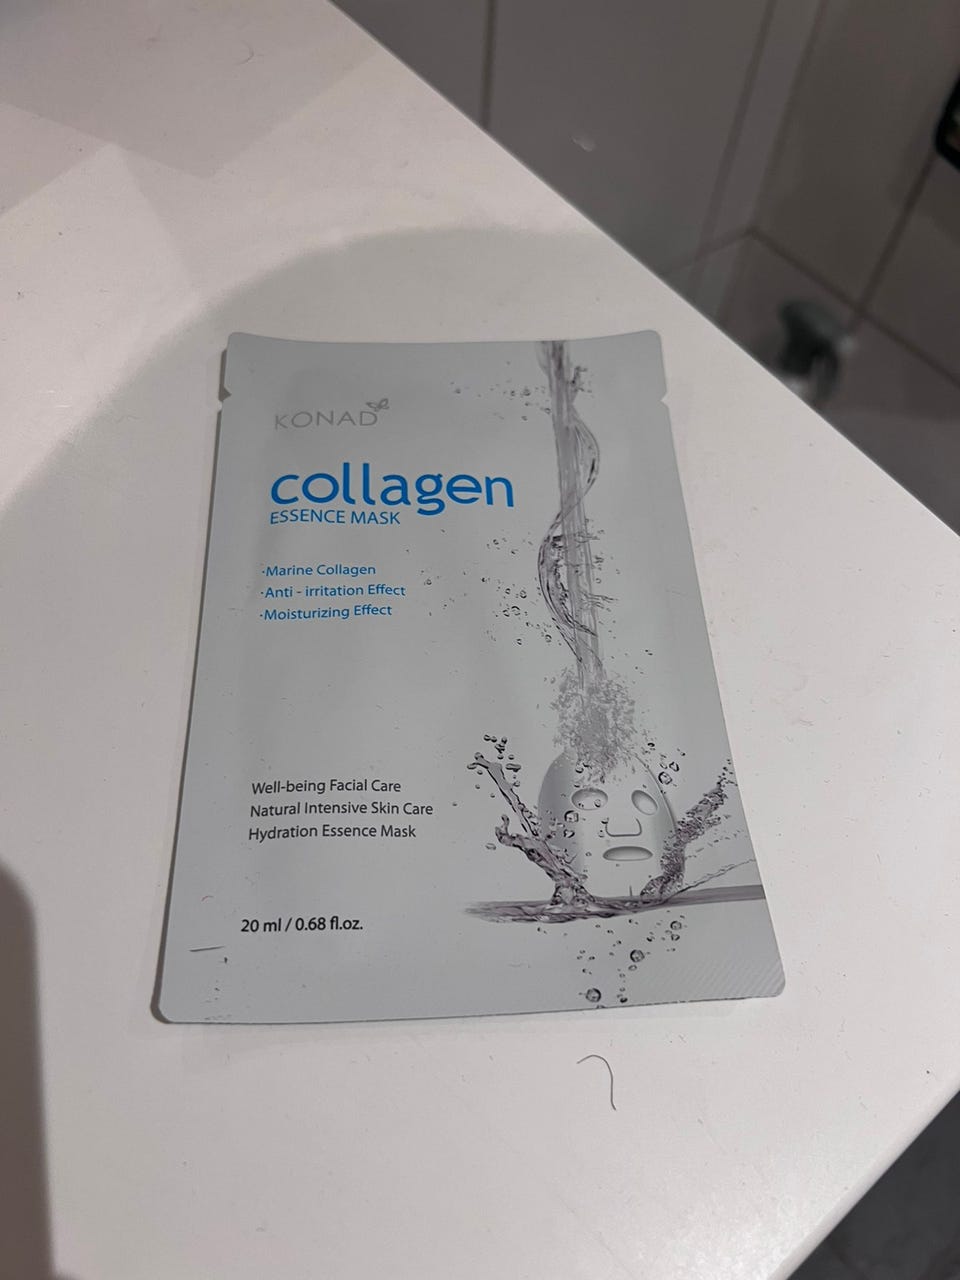 KONAD
collagen
ESSENCE MASK
·Marine Collagen
·Anti - irritation Effect
·Moisturizing Effect
Well-being Facial Care
Natural Intensive Skin Care
Hydration Essence Mask
20 ml / 0.68 fl.oz.